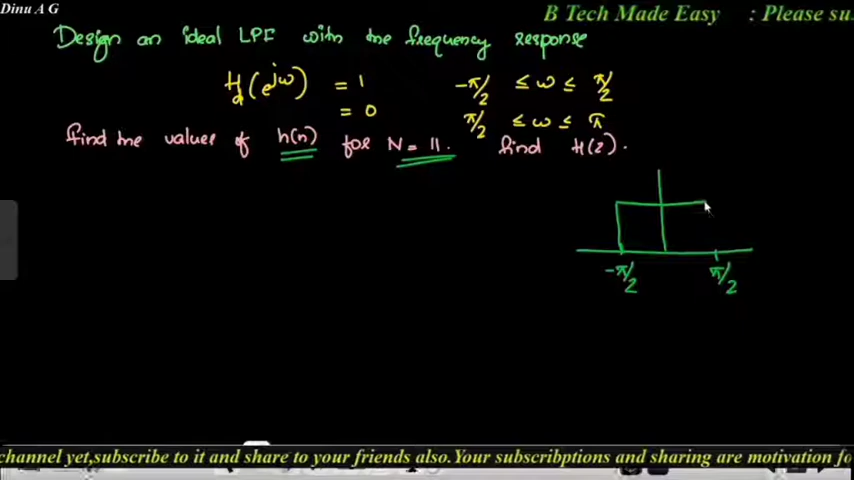 Dinu A G
B Tech Made Easy : Please su
Design an ideal LPF with the frequency response
Hd(e^jω) = 1 -π/2 ≤ ω ≤ π/2
= 0 π/2 ≤ ω ≤ π
find the values of h(n) for N = 11. find H(z).
-π/2 π/2
channel yet,subscribe to it and share to your friends also.Your subscribptions and sharing are motivation fo